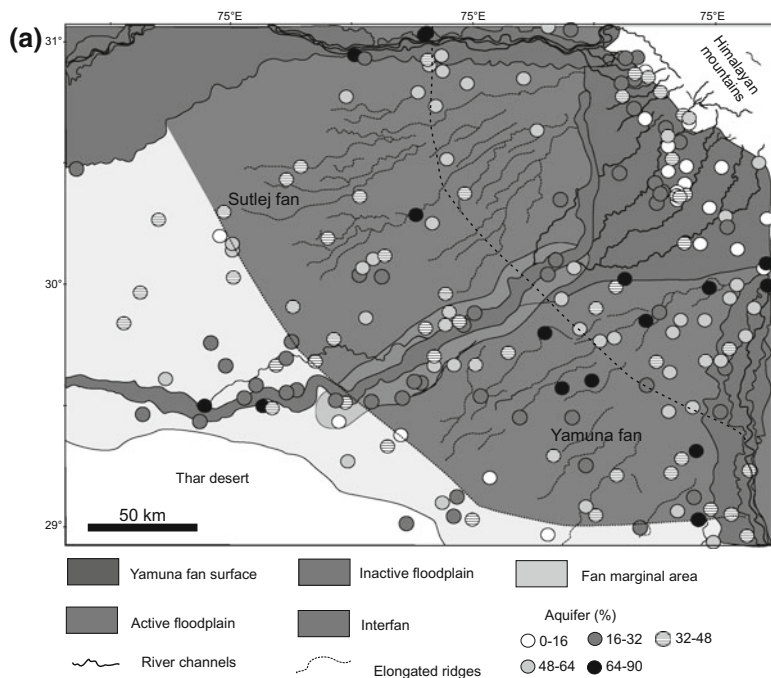 (a)
75°E 75°E 75°E
31°
Himalayan
mountains
Sutlej fan
30°
Yamuna fan
Thar desert
50 km
29°
Yamuna fan surface
Inactive floodplain
Fan marginal area
Active floodplain
Interfan
Aquifer (%)
0-16 16-32 32-48
River channels
Elongated ridges
48-64 64-90